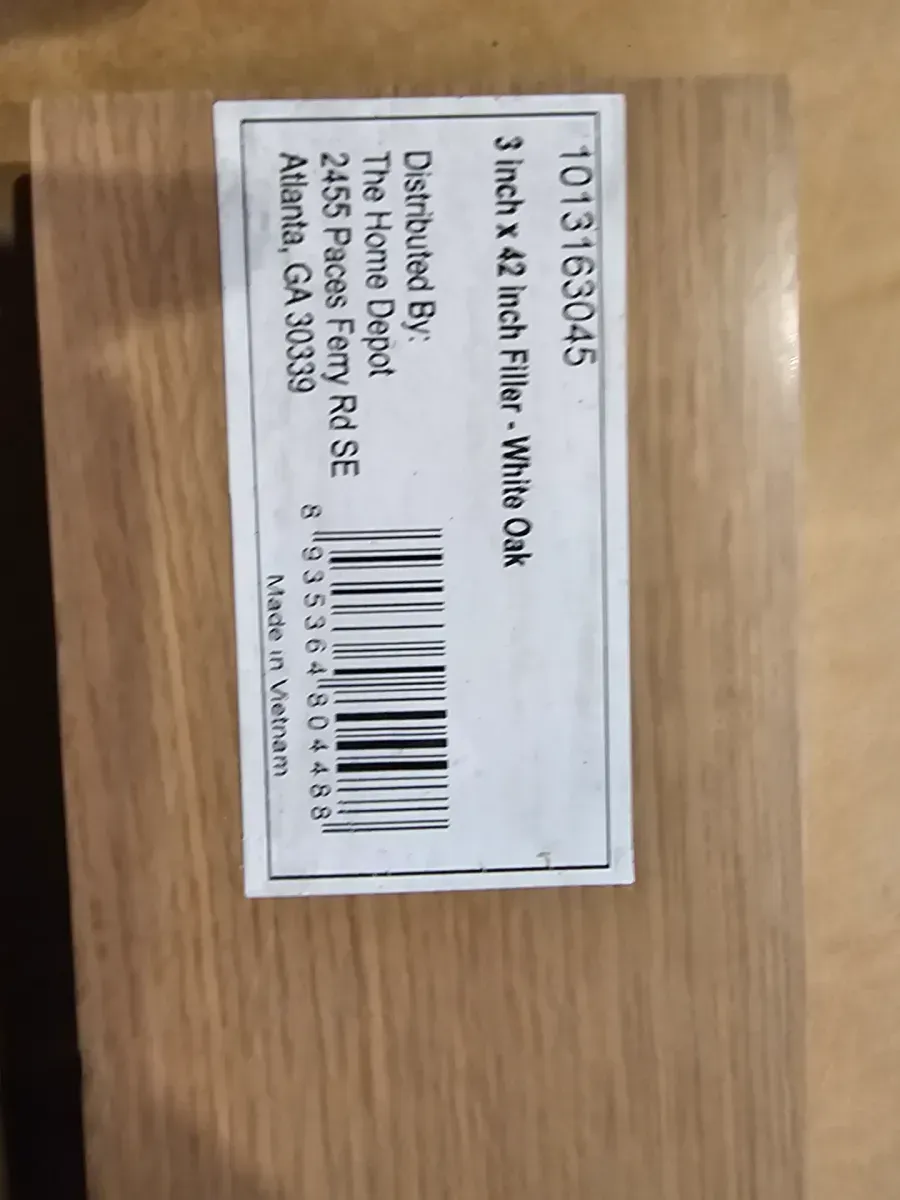 1013163045
3 inch x 42 inch Filler - White Oak
Distributed By:
The Home Depot
2455 Paces Ferry Rd SE
Atlanta, GA 30339
8 935364 804488
Made in Vietnam